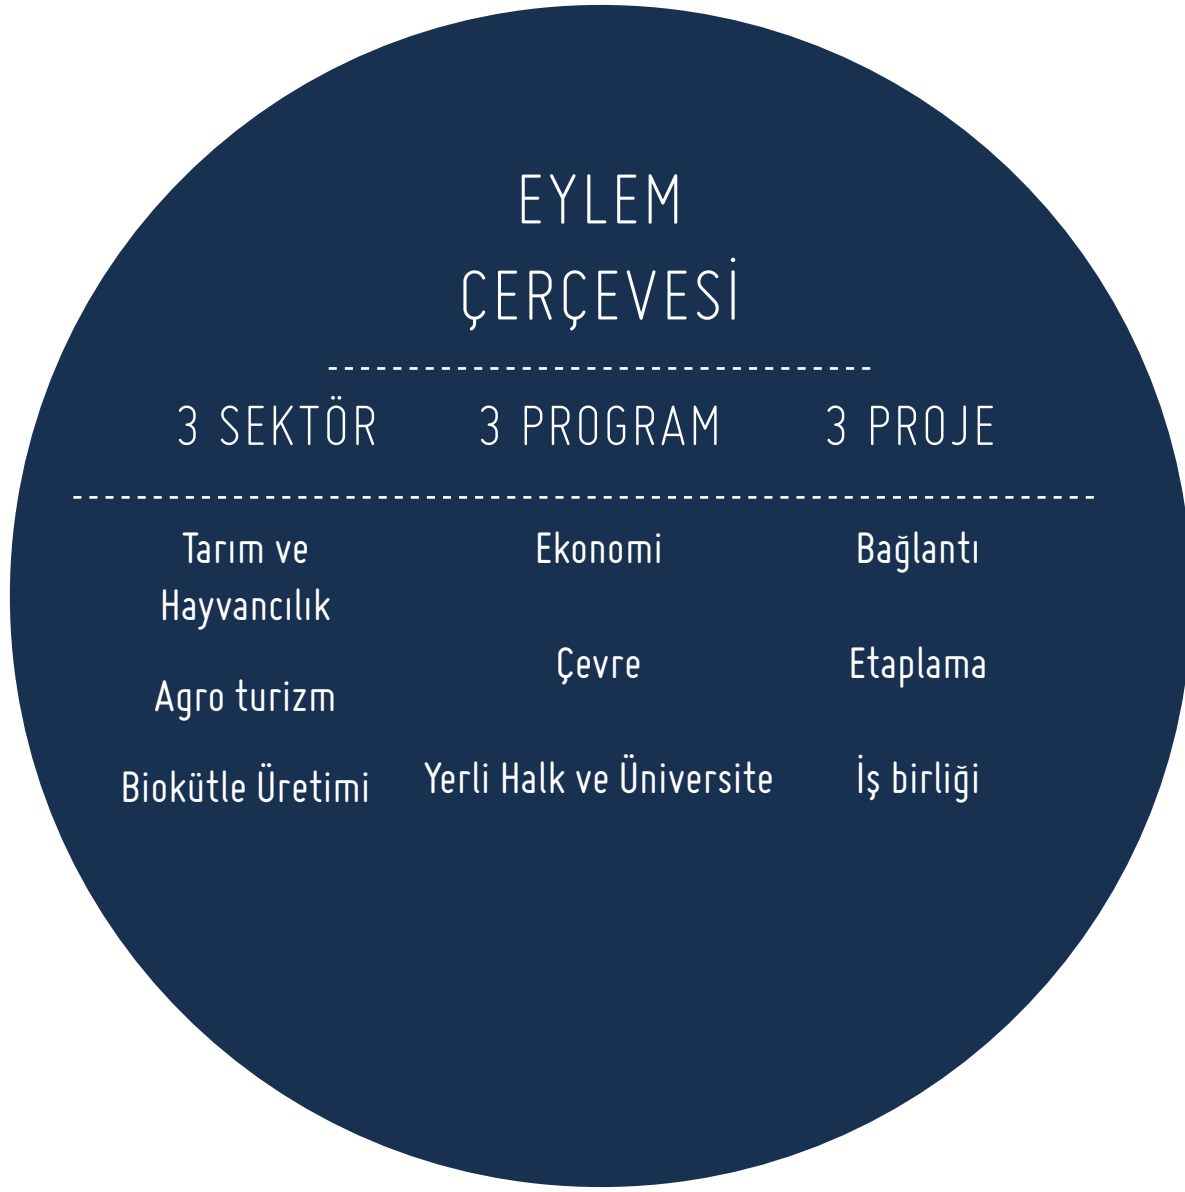 EYLEM
ÇERÇEVESİ
3 SEKTÖR
3 PROGRAM
3 PROJE
Tarım ve
Hayvancılık
Agro turizm
Biokütle Üretimi
Ekonomi
Çevre
Yerli Halk ve Üniversite
Bağlantı
Etaplama
İş birliği